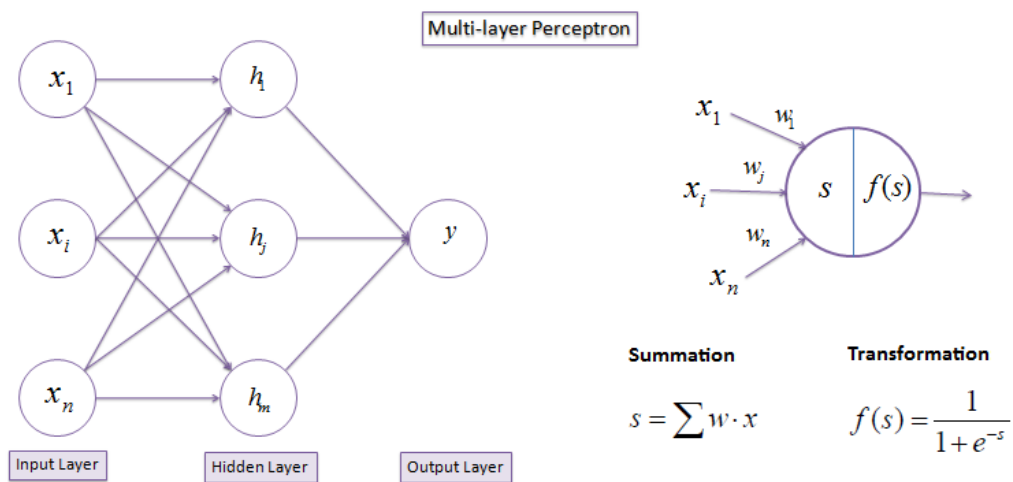 Multi-layer Perceptron
x₁
h₁
xᵢ
hⱼ
y
xₙ
hₘ
Input Layer
Hidden Layer
Output Layer
x₁
w₁
xᵢ
wⱼ
s
f(s)
wₙ
xₙ
Summation
s = ∑ w · x
Transformation
f(s) = 1 / (1 + e⁻ˢ)